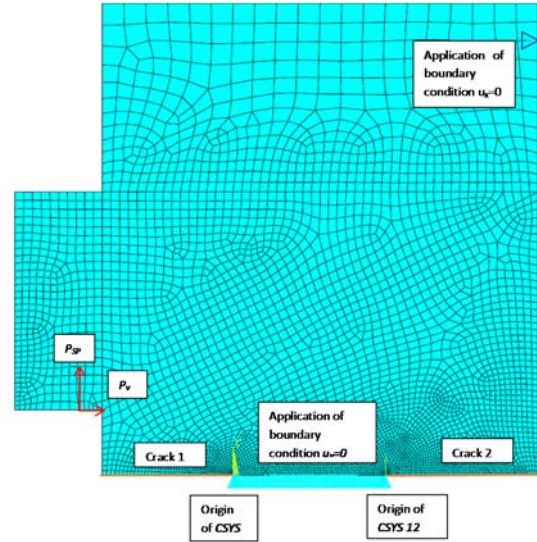 Application of
boundary
condition uₓ=0
P_SP
P_v
Application of
boundary
condition u_y=0
Crack 1
Crack 2
Origin
of CSYS
Origin of
CSYS 12